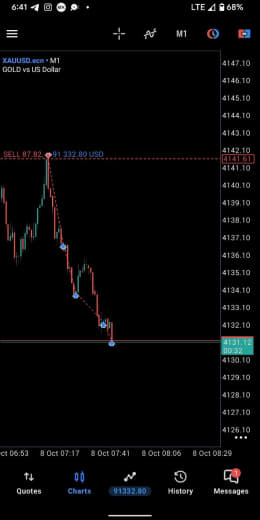 6:41
LTE
68%
M1
XAUUSD.ecn • M1
GOLD vs US Dollar
4147.10
4146.10
4145.10
4144.10
4143.10
4142.10
SELL 87.82
91 332.80 USD
4141.61
4140.10
4139.10
4138.10
4137.10
4136.10
4135.10
4134.10
4133.10
4132.10
4131.12
00:32
4130.10
4129.10
4128.10
4127.10
4126.10
Oct 06:53
8 Oct 07:17
8 Oct 07:41
8 Oct 08:06
8 Oct 08:29
Quotes
Charts
91332.80
History
Messages